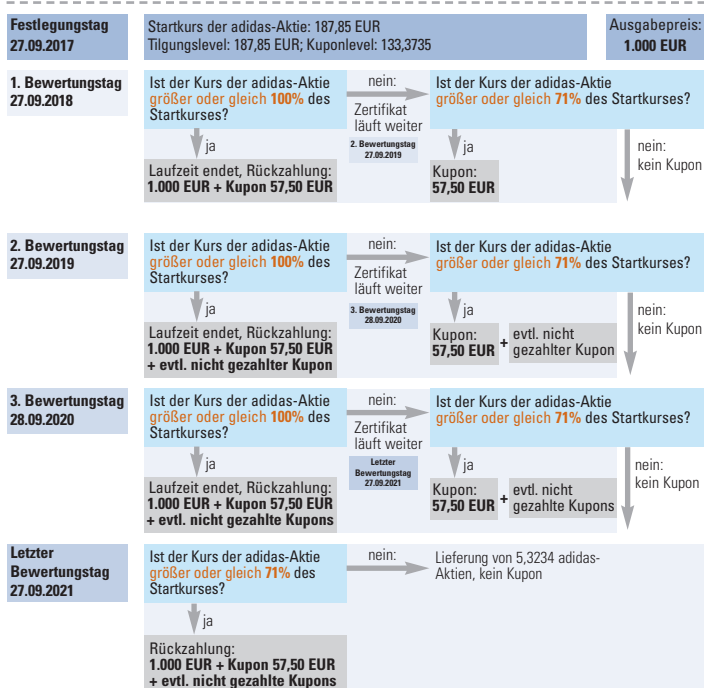 Festlegungstag
27.09.2017
Startkurs der adidas-Aktie: 187,85 EUR
Tilgungslevel: 187,85 EUR; Kuponlevel: 133,3735
Ausgabepreis:
1.000 EUR
1. Bewertungstag
27.09.2018
Ist der Kurs der adidas-Aktie
größer oder gleich 100% des
Startkurses?
nein:
Zertifikat
läuft weiter
2. Bewertungstag
27.09.2019
Ist der Kurs der adidas-Aktie
größer oder gleich 71% des Startkurses?
ja
Laufzeit endet, Rückzahlung:
1.000 EUR + Kupon 57,50 EUR
ja
Kupon:
57,50 EUR
nein:
kein Kupon
2. Bewertungstag
27.09.2019
Ist der Kurs der adidas-Aktie
größer oder gleich 100% des
Startkurses?
nein:
Zertifikat
läuft weiter
3. Bewertungstag
28.09.2020
Ist der Kurs der adidas-Aktie
größer oder gleich 71% des Startkurses?
ja
Laufzeit endet, Rückzahlung:
1.000 EUR + Kupon 57,50 EUR
+ evtl. nicht gezahlter Kupon
ja
Kupon:
57,50 EUR
+
evtl. nicht
gezahlter Kupon
nein:
kein Kupon
3. Bewertungstag
28.09.2020
Ist der Kurs der adidas-Aktie
größer oder gleich 100% des
Startkurses?
nein:
Zertifikat
läuft weiter
Letzter
Bewertungstag
27.09.2021
Ist der Kurs der adidas-Aktie
größer oder gleich 71% des Startkurses?
ja
Laufzeit endet, Rückzahlung:
1.000 EUR + Kupon 57,50 EUR
+ evtl. nicht gezahlte Kupons
ja
Kupon:
57,50 EUR
+
evtl. nicht
gezahlte Kupons
nein:
kein Kupon
Letzter
Bewertungstag
27.09.2021
Ist der Kurs der adidas-Aktie
größer oder gleich 71% des
Startkurses?
nein:
Lieferung von 5,3234 adidas-
Aktien, kein Kupon
ja
Rückzahlung:
1.000 EUR + Kupon 57,50 EUR
+ evtl. nicht gezahlte Kupons